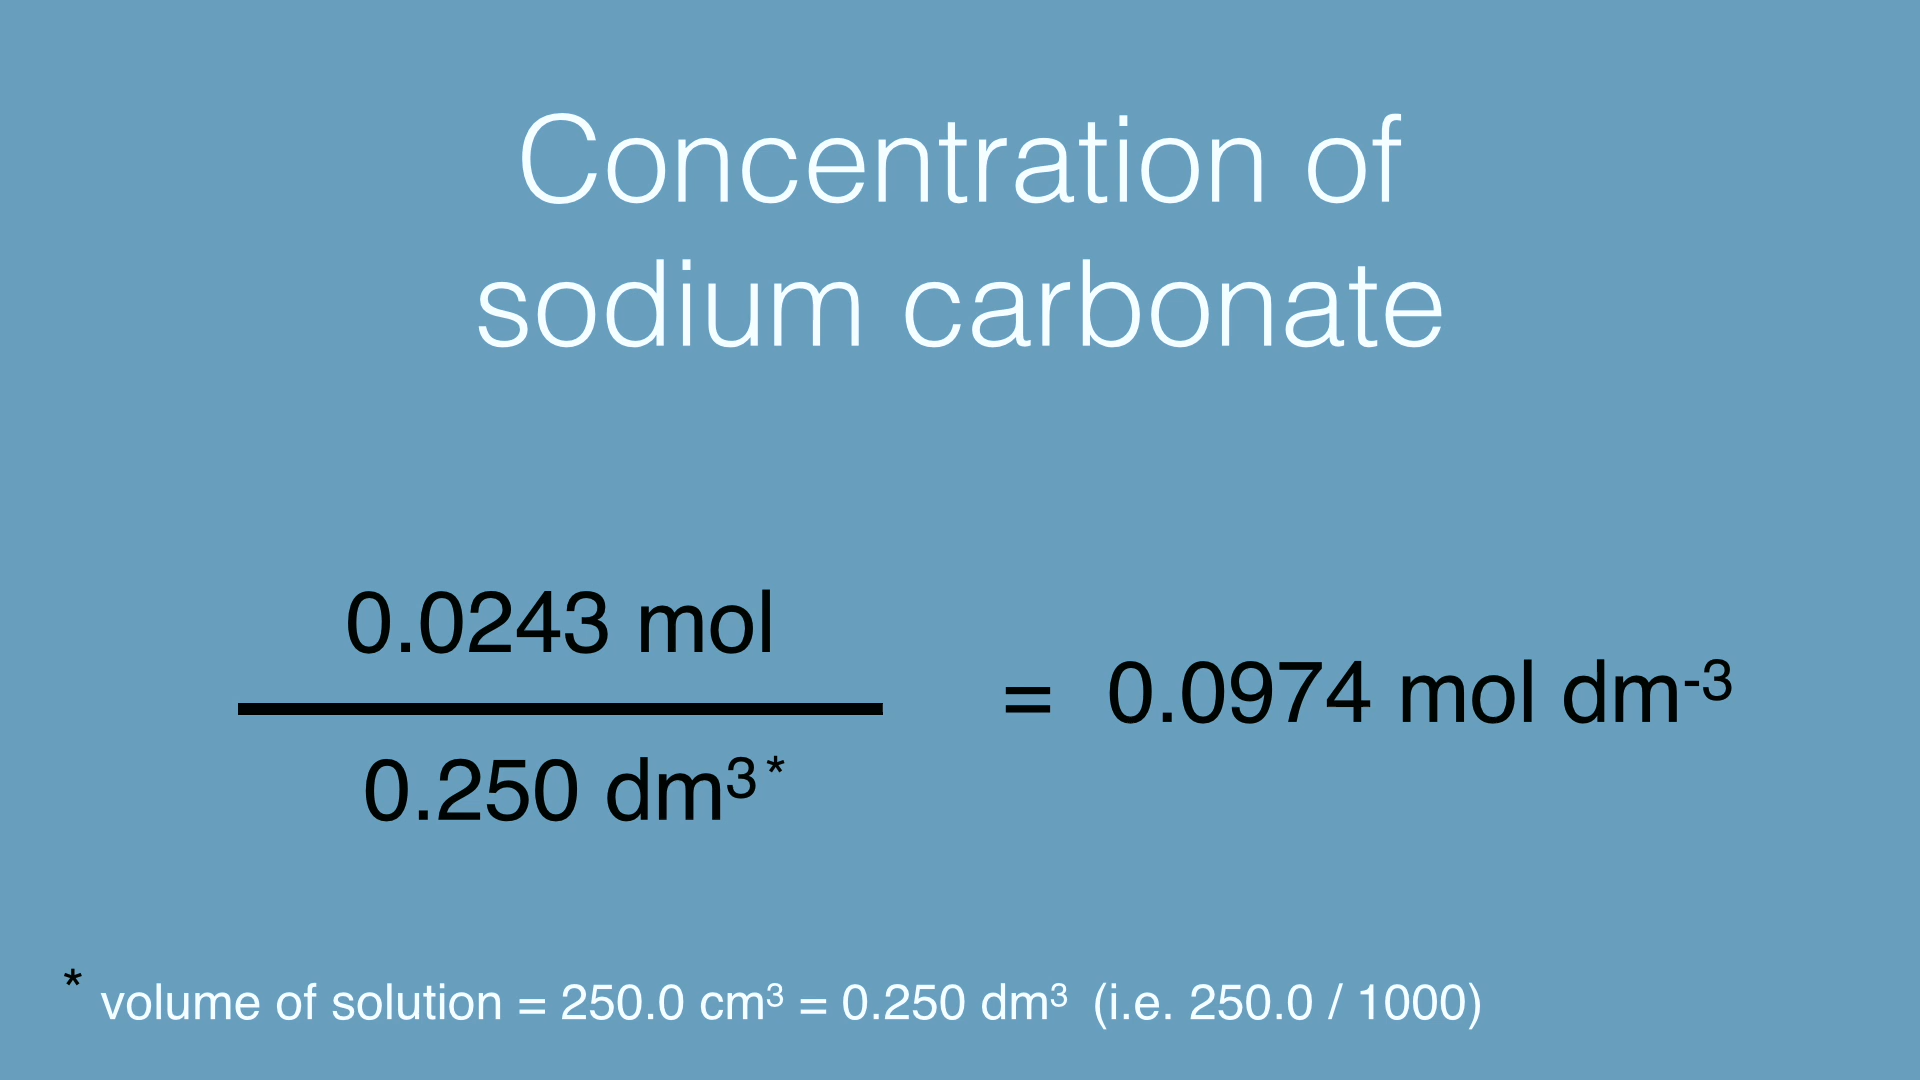 Concentration of
sodium carbonate
0.0243 mol
0.250 dm³*
= 0.0974 mol dm⁻³
* volume of solution = 250.0 cm³ = 0.250 dm³ (i.e. 250.0 / 1000)